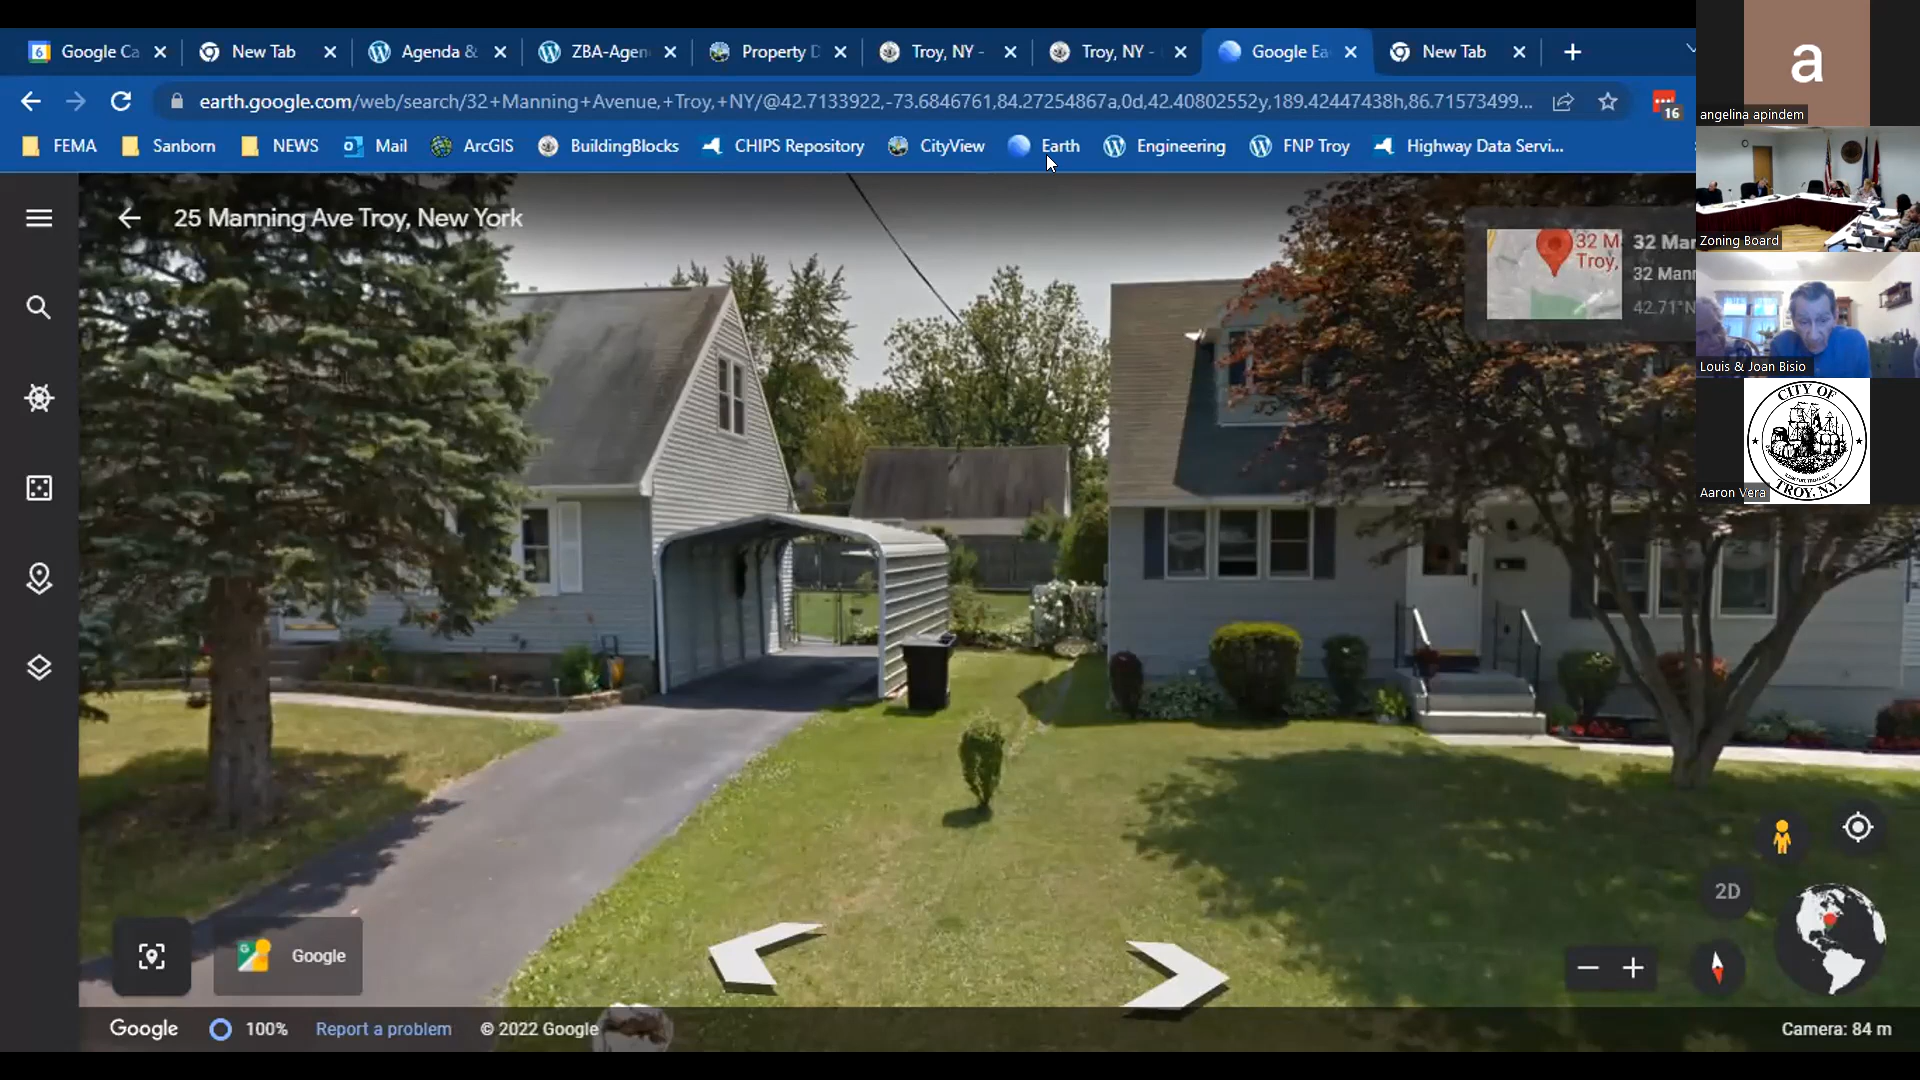 Google Ca
New Tab
Agenda &
ZBA-Agen
Property D
Troy, NY -
Troy, NY -
Google Ea
New Tab
earth.google.com/web/search/32+Manning+Avenue,+Troy,+NY/@42.7133922,-73.6846761,84.27254867a,0d,42.40802552y,189.42447438h,86.71573499...
16
FEMA
Sanborn
NEWS
Mail
ArcGIS
BuildingBlocks
CHIPS Repository
CityView
Earth
Engineering
FNP Troy
Highway Data Servi...
25 Manning Ave Troy, New York
32 M
Troy,
32 Man
32 Mann
42.71°N
a
angelina apindem
Zoning Board
Louis & Joan Bisio
CITY OF
TROY, N.Y.
Aaron Vera
2D
Google
Google
100%
Report a problem
© 2022 Google
Camera: 84 m